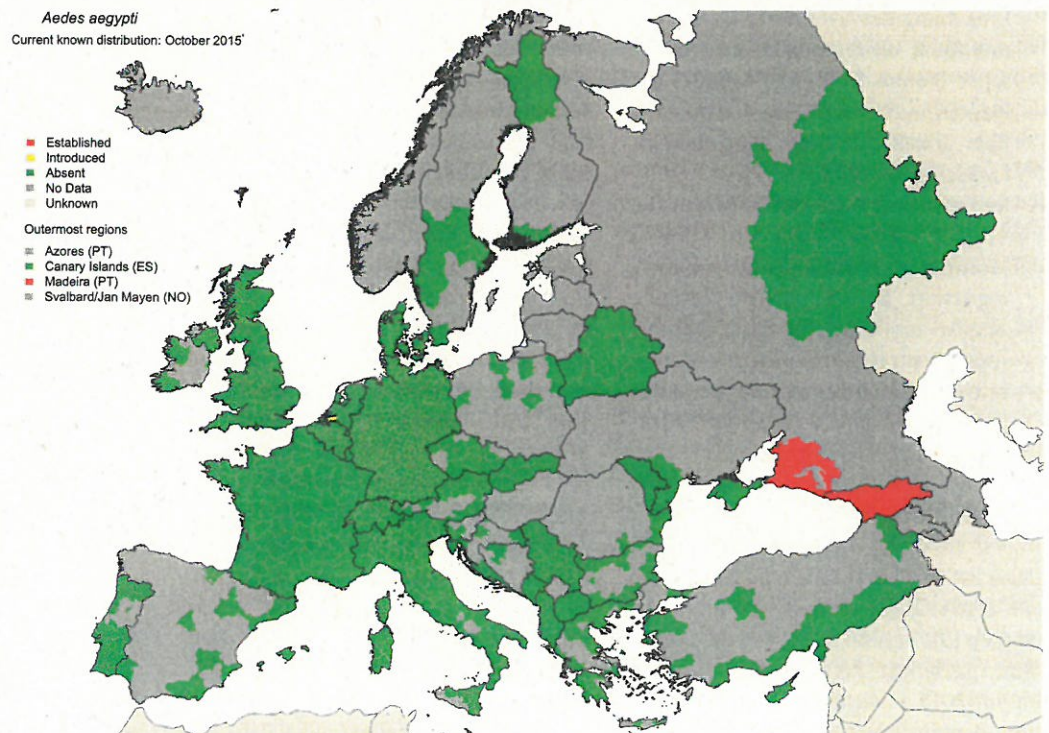 Aedes aegypti
Current known distribution: October 2015*
Established
Introduced
Absent
No Data
Unknown
Outermost regions
Azores (PT)
Canary Islands (ES)
Madeira (PT)
Svalbard/Jan Mayen (NO)